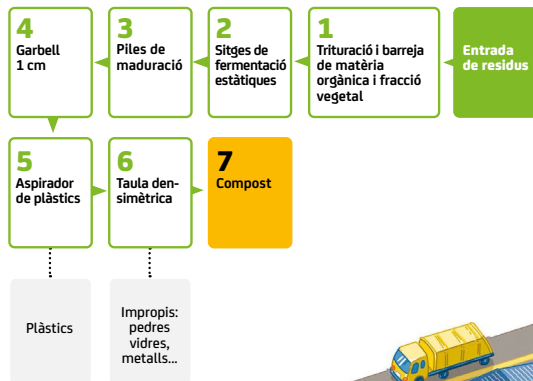 4
Garbell
1 cm
3
Piles de
maduració
2
Sitges de
fermentació
estàtiques
1
Trituració i barreja
de matèria
orgànica i fracció
vegetal
Entrada
de residus
5
Aspirador
de plàstics
6
Taula den-
simètrica
7
Compost
Plàstics
Impropis:
pedres
vidres,
metalls...